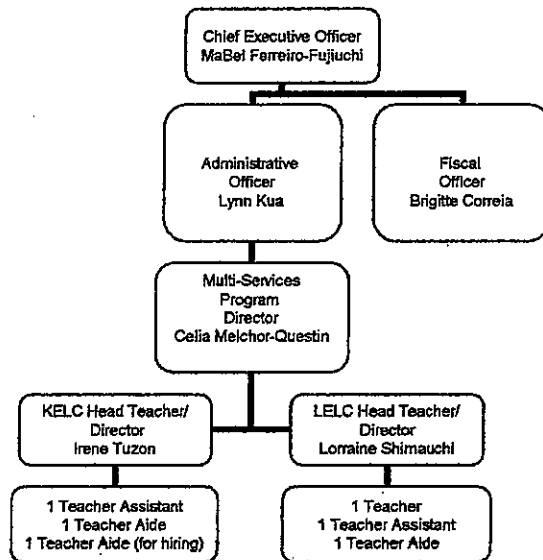 Chief Executive Officer
MaBel Ferreiro-Fujiuchi
Administrative
Officer
Lynn Kua
Fiscal
Officer
Brigitte Correia
Multi-Services
Program
Director
Celia Melchor-Questin
KELC Head Teacher/
Director
Irene Tuzon
LELC Head Teacher/
Director
Lorraine Shimauchi
1 Teacher Assistant
1 Teacher Aide
1 Teacher Aide (for hiring)
1 Teacher
1 Teacher Assistant
1 Teacher Aide